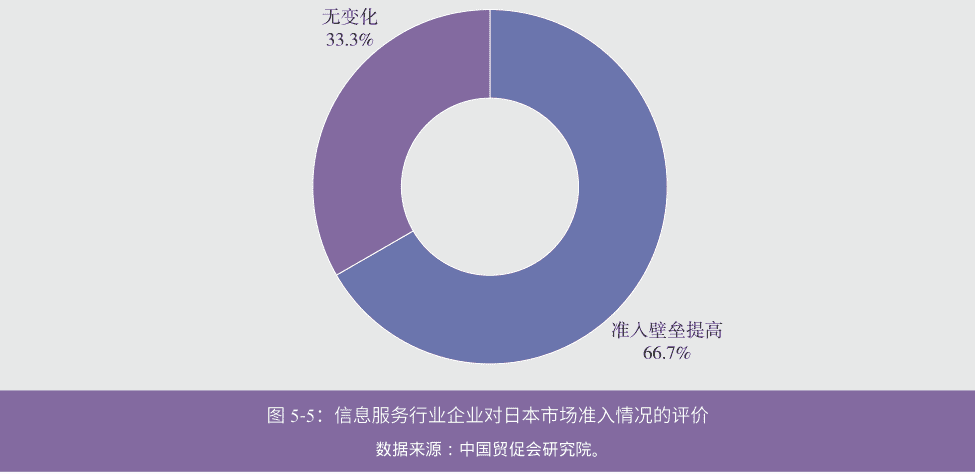 无变化
33.3%
准入壁垒提高
66.7%
图 5-5：信息服务行业企业对日本市场准入情况的评价
数据来源：中国贸促会研究院。